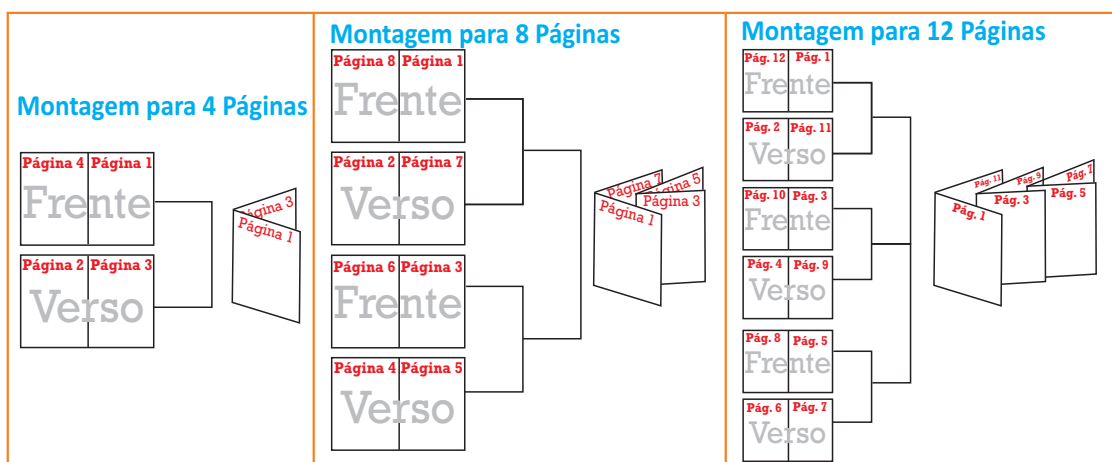 Montagem para 4 Páginas
Página 4 Página 1
Frente
Página 2 Página 3
Verso
Página 3
Página 1
Montagem para 8 Páginas
Página 8 Página 1
Frente
Página 2 Página 7
Verso
Página 6 Página 3
Frente
Página 4 Página 5
Verso
Página 7
Página 5
Página 1
Página 3
Montagem para 12 Páginas
Pág. 12 Pág. 1
Frente
Pág. 2 Pág. 11
Verso
Pág. 10 Pág. 3
Frente
Pág. 4 Pág. 9
Verso
Pág. 8 Pág. 5
Frente
Pág. 6 Pág. 7
Verso
Pág. 11
Pág. 9
Pág. 7
Pág. 1
Pág. 3
Pág. 5